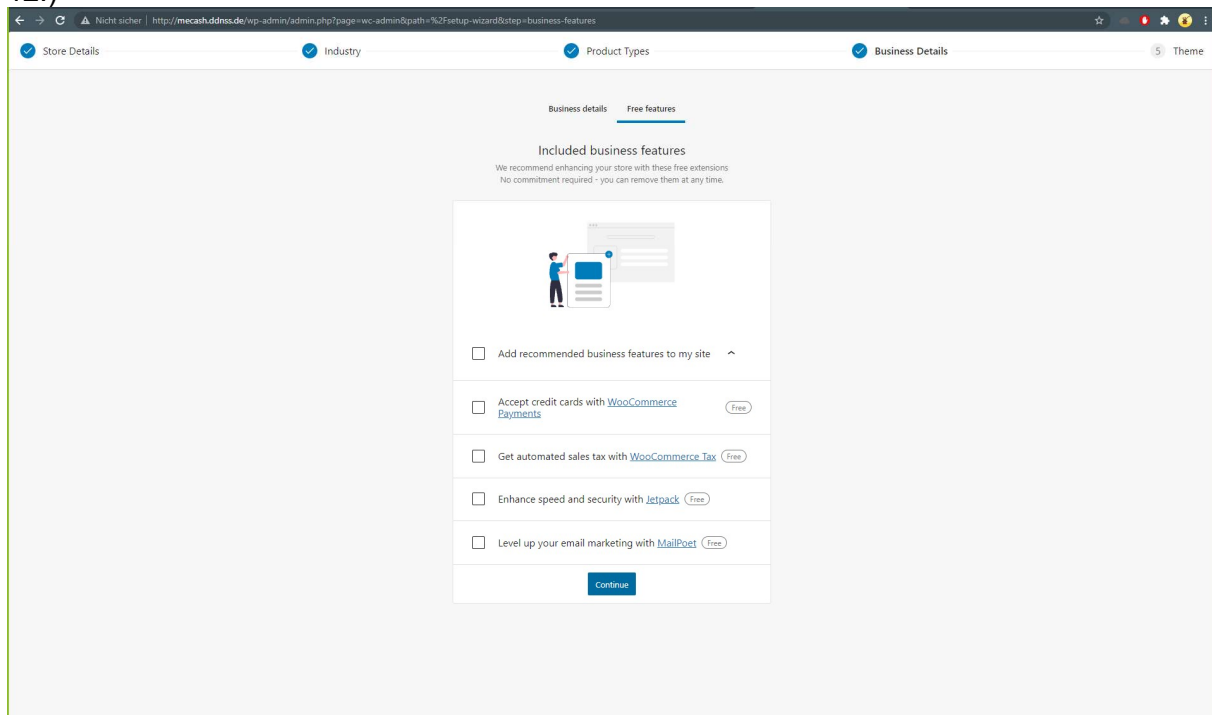 12.)
Nicht sicher | http://mecash.ddnss.de/wp-admin/admin.php?page=wc-admin&path=%2Fsetup-wizard&step=business-features
Store Details Industry Product Types Business Details 5 Theme
Business details Free features
Included business features
We recommend enhancing your store with these free extensions
No commitment required - you can remove them at any time.
Add recommended business features to my site
Accept credit cards with WooCommerce
Payments Free
Get automated sales tax with WooCommerce Tax Free
Enhance speed and security with Jetpack Free
Level up your email marketing with MailPoet Free
Continue